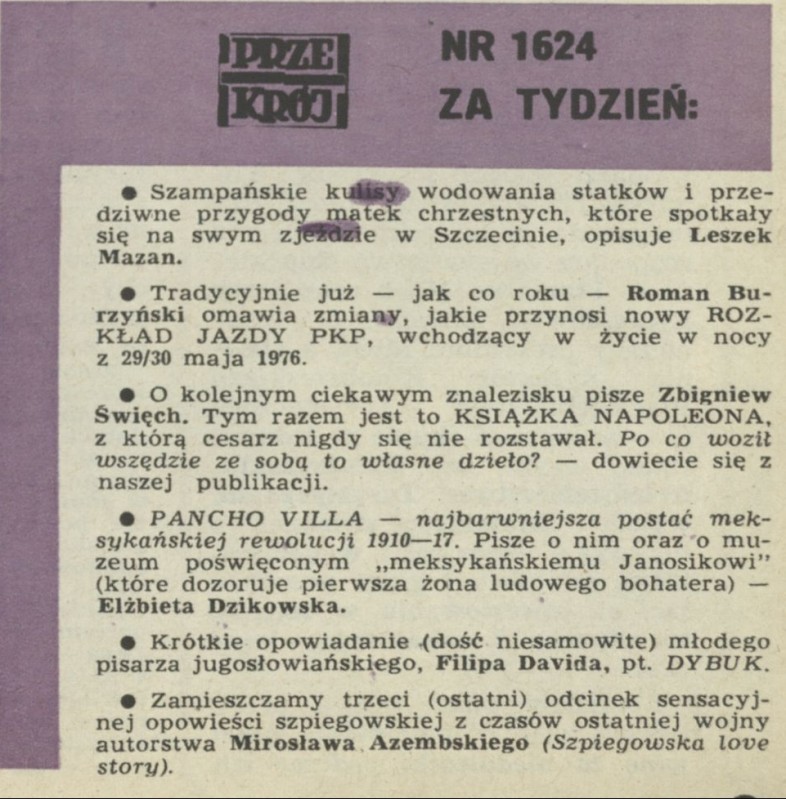 PRZE
KRÓJ
NR 1624
ZA TYDZIEŃ:
● Szampańskie kulisy wodowania statków i prze-
dziwne przygody matek chrzestnych, które spotkały
się na swym zjeździe w Szczecinie, opisuje Leszek
Mazan.
● Tradycyjnie już — jak co roku — Roman Bu-
rzyński omawia zmiany, jakie przynosi nowy ROZ-
KŁAD JAZDY PKP, wchodzący w życie w nocy
z 29/30 maja 1976.
● O kolejnym ciekawym znalezisku pisze Zbigniew
Święch. Tym razem jest to KSIĄŻKA NAPOLEONA,
z którą cesarz nigdy się nie rozstawał. Po co woził
wszędzie ze sobą to własne dzieło? — dowiecie się z
naszej publikacji.
● PANCHO VILLA — najbarwniejsza postać mek-
sykańskiej rewolucji 1910—17. Pisze o nim oraz o mu-
zeum poświęconym „meksykańskiemu Janosikowi”
(które dozoruje pierwsza żona ludowego bohatera) —
Elżbieta Dzikowska.
● Krótkie opowiadanie (dość niesamowite) młodego
pisarza jugosłowiańskiego, Filipa Davida, pt. DYBUK.
● Zamieszczamy trzeci (ostatni) odcinek sensacyj-
nej opowieści szpiegowskiej z czasów ostatniej wojny
autorstwa Mirosława Azembskiego (Szpiegowska love
story).